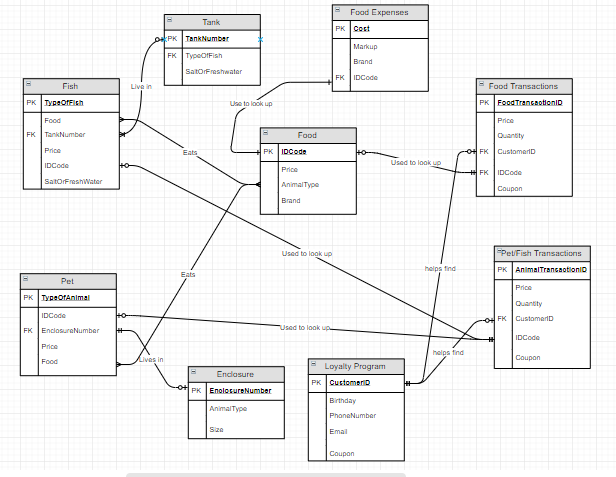 Tank
PK TankNumber
FK TypeOfFish
SaltOrFreshwater
Food Expenses
PK Cost
Markup
Brand
FK IDCode
Fish
PK TypeOfFish
Food
FK TankNumber
Price
IDCode
SaltOrFreshWater
Live in
Use to look up
Food
PK IDCode
Price
AnimalType
Brand
Eats
Used to look up
Food Transactions
PK FoodTransactionID
Price
Quantity
FK CustomerID
FK IDCode
Coupon
Used to look up
helps find
Pet/Fish Transactions
PK AnimalTransactionID
Price
Quantity
FK CustomerID
IDCode
Coupon
Pet
PK TypeOfAnimal
IDCode
FK EnclosureNumber
Price
Food
Eats
Used to look up
Lives in
helps find
Enclosure
PK EnclosureNumber
AnimalType
Size
Loyalty Program
PK CustomerID
Birthday
PhoneNumber
Email
Coupon